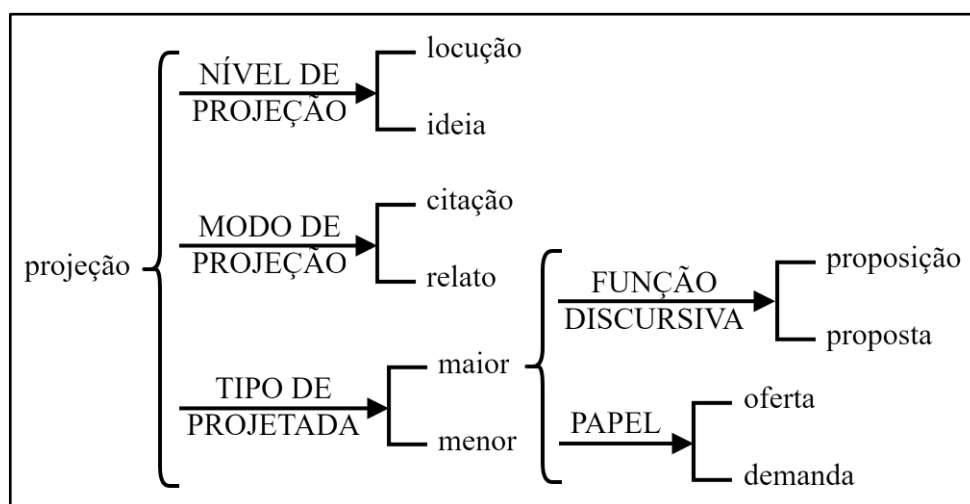 projeção
NÍVEL DE
PROJEÇÃO
locução
ideia
MODO DE
PROJEÇÃO
citação
relato
TIPO DE
PROJETADA
maior
menor
FUNÇÃO
DISCURSIVA
proposição
proposta
PAPEL
oferta
demanda